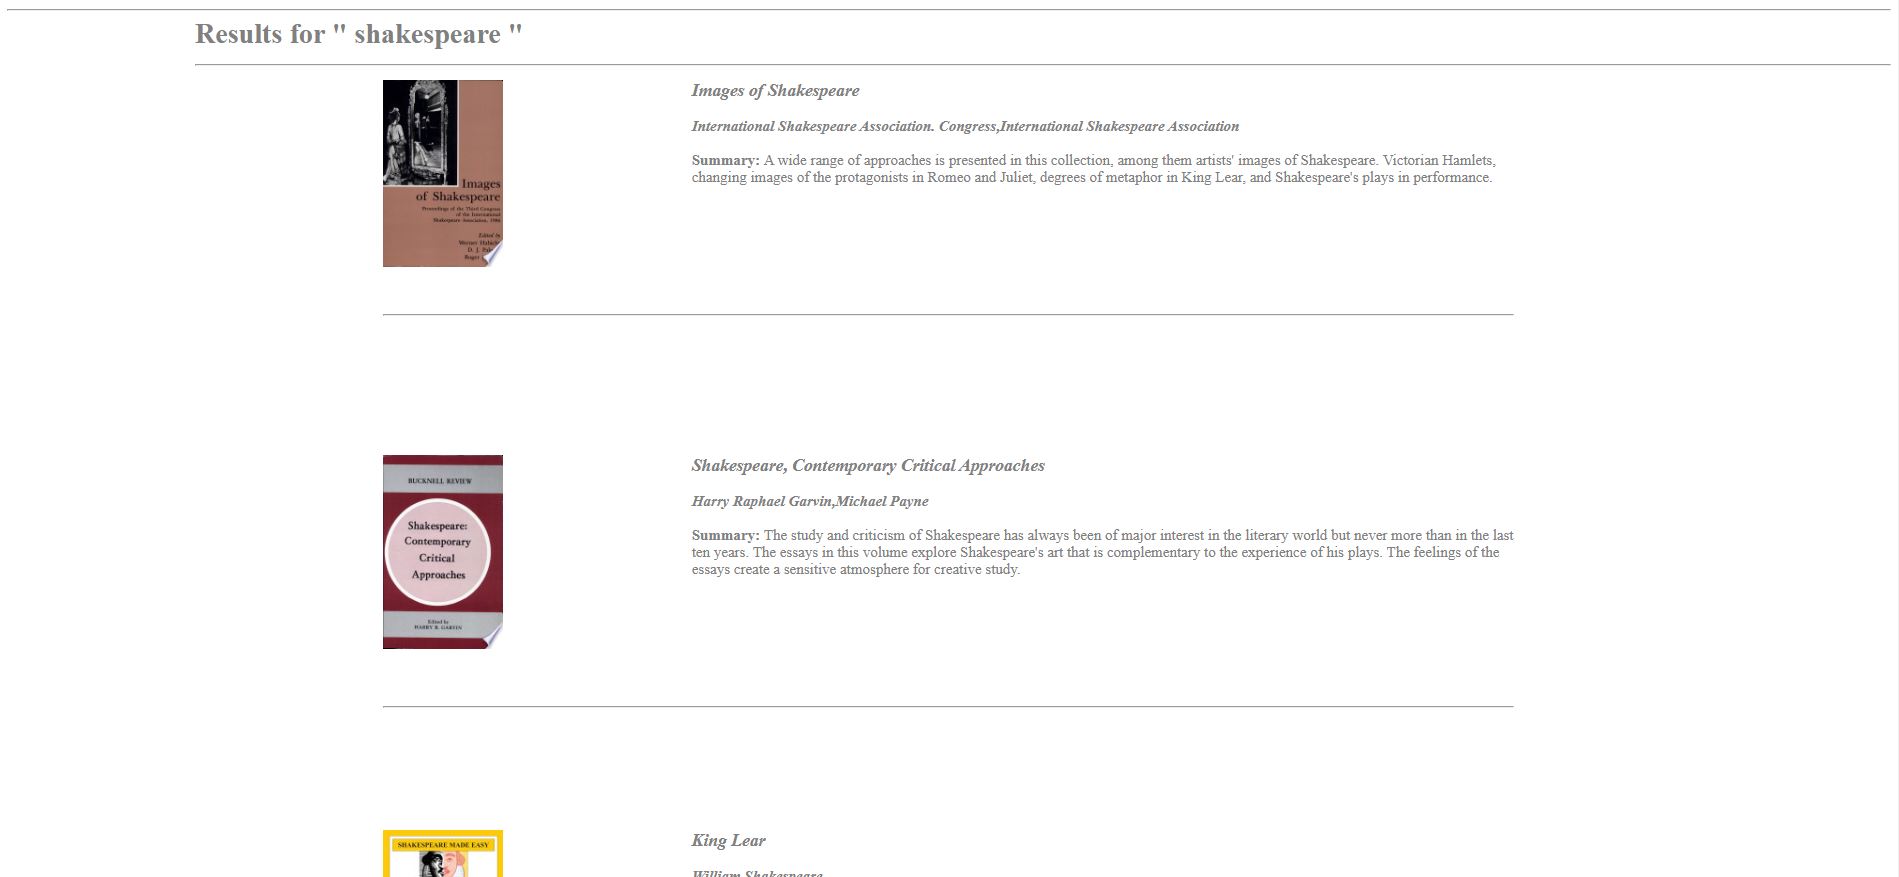 Results for " shakespeare "
Images of Shakespeare
International Shakespeare Association. Congress,International Shakespeare Association
Summary: A wide range of approaches is presented in this collection, among them artists' images of Shakespeare. Victorian Hamlets,
changing images of the protagonists in Romeo and Juliet, degrees of metaphor in King Lear, and Shakespeare's plays in performance.
Images
of Shakespeare
Proceedings of the Third Congress
of the International
Shakespeare Association, 1986
Edited by
Werner
D. J.
Roger
Shakespeare, Contemporary Critical Approaches
Harry Raphael Garvin,Michael Payne
Summary: The study and criticism of Shakespeare has always been of major interest in the literary world but never more than in the last
ten years. The essays in this volume explore Shakespeare's art that is complementary to the experience of his plays. The feelings of the
essays create a sensitive atmosphere for creative study.
BUCKNELL REVIEW
Shakespeare:
Contemporary
Critical
Approaches
Edited by
HARRY R. GARVIN
King Lear
William Shakespeare
SHAKESPEARE MADE EASY